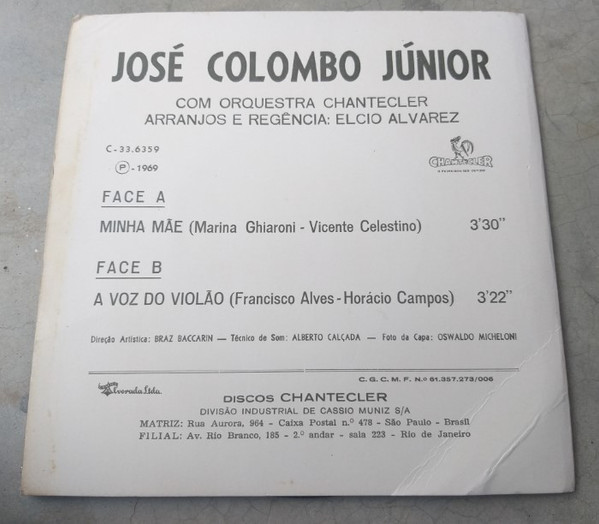 JOSÉ COLOMBO JÚNIOR
COM ORQUESTRA CHANTECLER
ARRANJOS E REGÊNCIA: ELCIO ALVAREZ
C-33.6359
P - 1969
CHANTECLER
FACE A
MINHA MÃE (Marina Ghiaroni - Vicente Celestino) 3'30"
FACE B
A VOZ DO VIOLÃO (Francisco Alves - Horácio Campos) 3'22"
Direção Artística: BRAZ BACCARIN — Técnico de Som: ALBERTO CALÇADA — Foto da Capa: OSWALDO MICHELONI
C. G. C. M. F. N.º 61.357.273/006
Alvorada Ltda.
DISCOS CHANTECLER
DIVISÃO INDUSTRIAL DE CASSIO MUNIZ S/A
MATRIZ: Rua Aurora, 964 - Caixa Postal n.º 478 - São Paulo - Brasil
FILIAL: Av. Rio Branco, 185 - 2.º andar - sala 223 - Rio de Janeiro